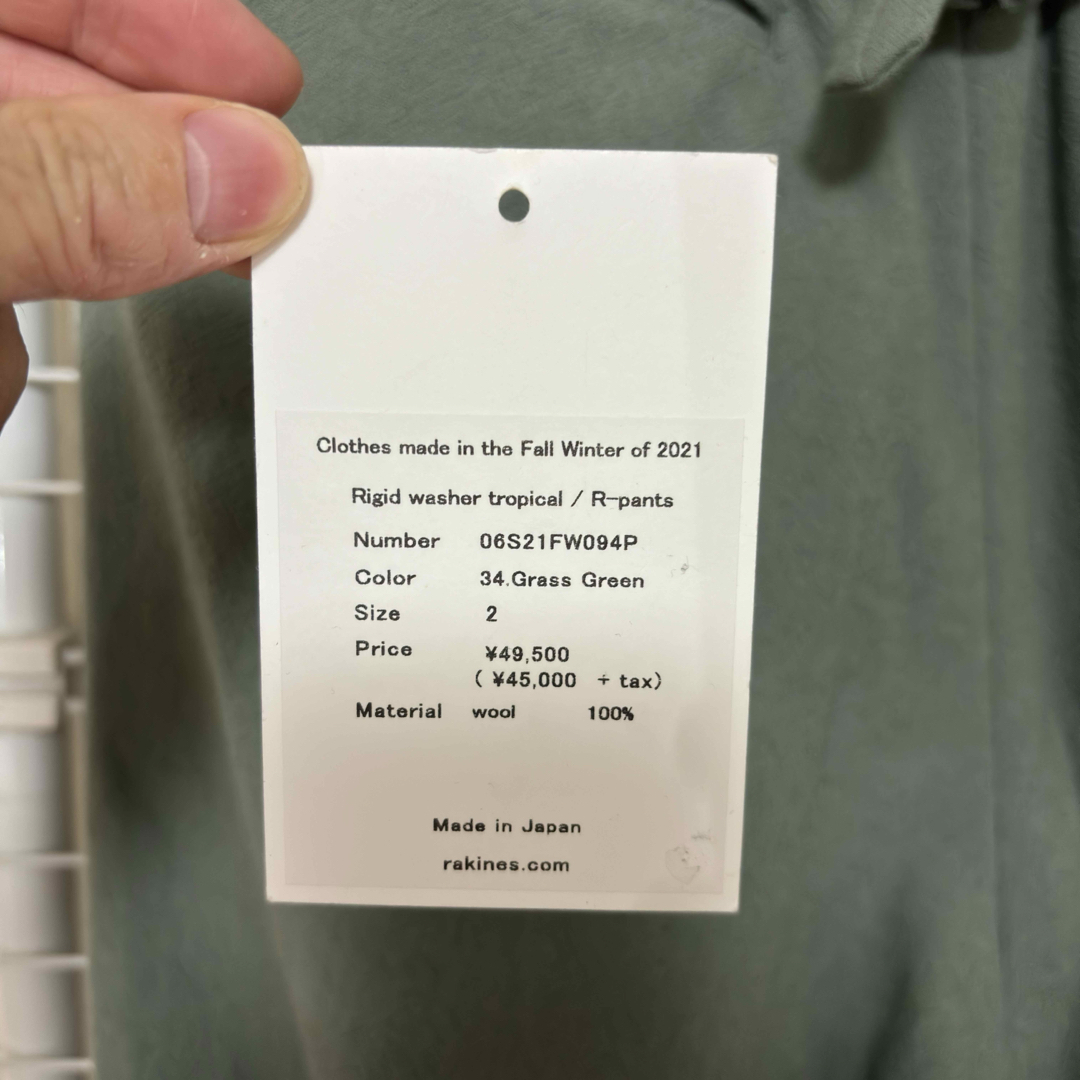 Clothes made in the Fall Winter of 2021
Rigid washer tropical / R-pants
Number 06S21FW094P
Color 34.Grass Green
Size 2
Price ¥49,500
( ¥45,000 + tax)
Material wool 100%
Made in Japan
rakines.com